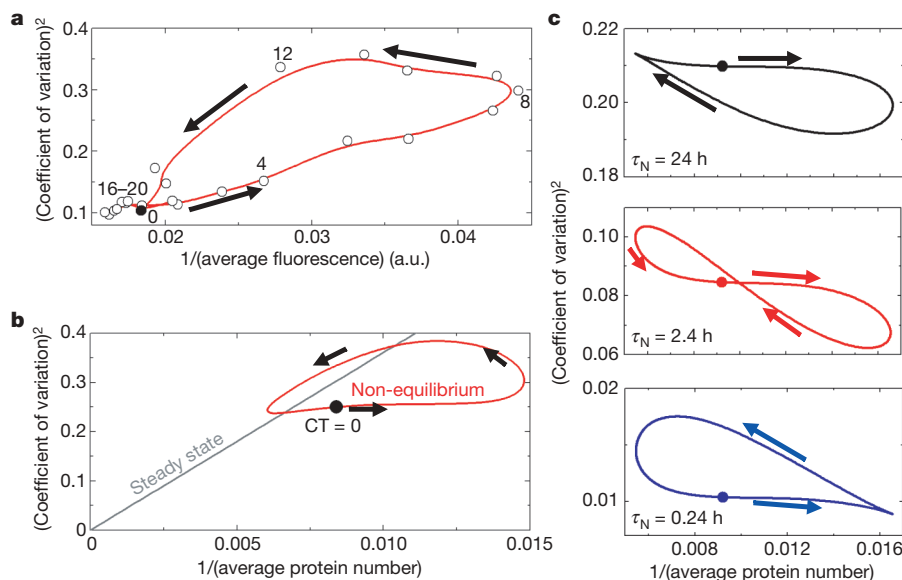 a
(Coefficient of variation)²
0.4
0.3
0.2
0.1
12
8
4
16–20
0
0.02
0.03
0.04
1/(average fluorescence) (a.u.)
b
(Coefficient of variation)²
0.4
0.3
0.2
0.1
0
Non-equilibrium
CT = 0
Steady state
0
0.005
0.010
0.015
1/(average protein number)
c
(Coefficient of variation)²
0.22
0.20
0.18
τN = 24 h
0.10
0.08
0.06
τN = 2.4 h
0.02
0.01
τN = 0.24 h
0.008
0.012
0.016
1/(average protein number)